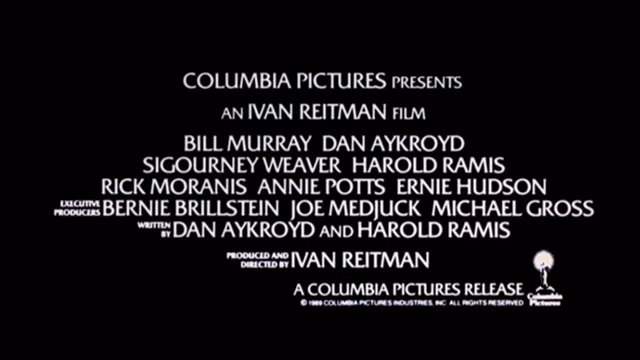 COLUMBIA PICTURES PRESENTS
AN IVAN REITMAN FILM
BILL MURRAY DAN AYKROYD
SIGOURNEY WEAVER HAROLD RAMIS
RICK MORANIS ANNIE POTTS ERNIE HUDSON
EXECUTIVE PRODUCERS BERNIE BRILLSTEIN JOE MEDJUCK MICHAEL GROSS
WRITTEN BY DAN AYKROYD AND HAROLD RAMIS
PRODUCED AND DIRECTED BY IVAN REITMAN
A COLUMBIA PICTURES RELEASE
© 1989 COLUMBIA PICTURES INDUSTRIES, INC. ALL RIGHTS RESERVED
Columbia
Pictures